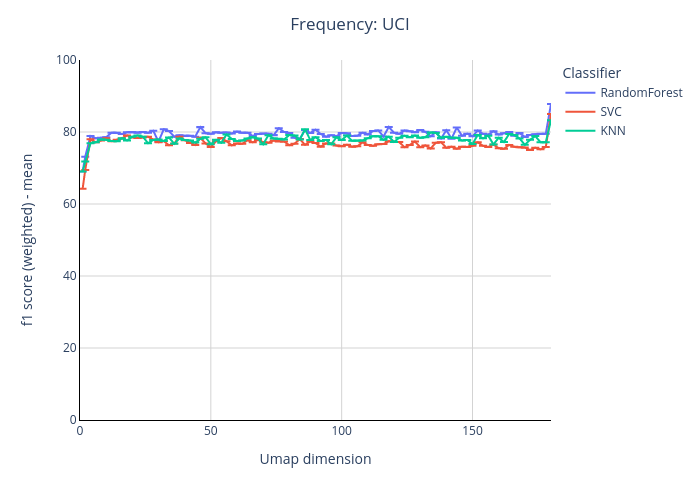 Frequency: UCI
100
80
60
40
20
0
f1 score (weighted) - mean
0
50
100
150
Umap dimension
Classifier
RandomForest
SVC
KNN